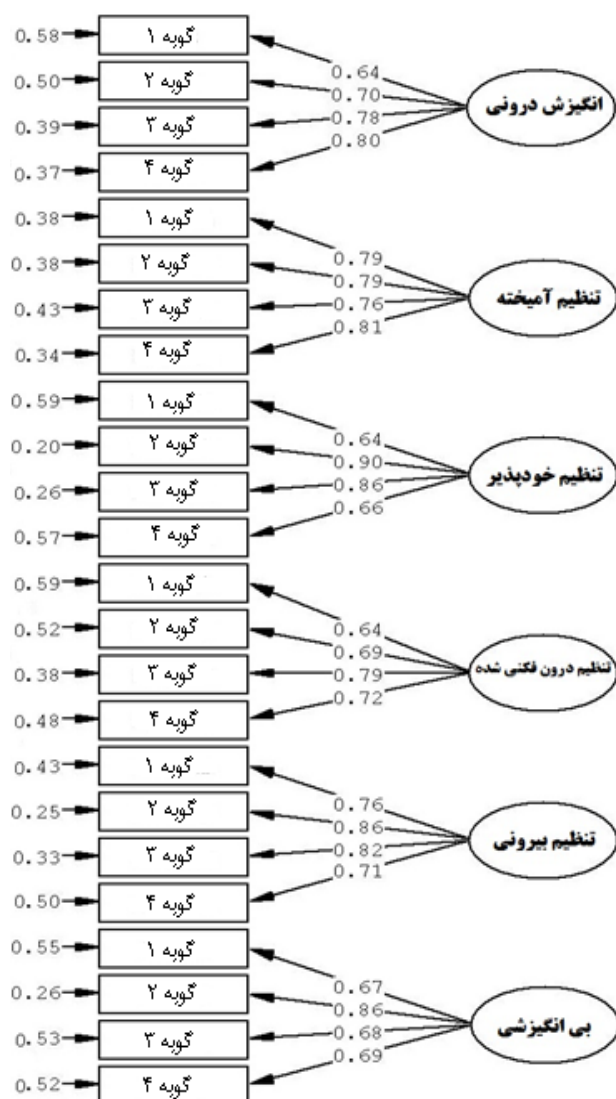 0.58
گویه ۱
0.64
0.50
گویه ۲
0.70
انگیزش درونی
0.39
گویه ۳
0.78
0.37
گویه ۴
0.80
0.38
گویه ۱
0.79
0.38
گویه ۲
0.79
تنظیم آمیخته
0.43
گویه ۳
0.76
0.34
گویه ۴
0.81
0.59
گویه ۱
0.64
0.20
گویه ۲
0.90
تنظیم خودپذیر
0.26
گویه ۳
0.86
0.57
گویه ۴
0.66
0.59
گویه ۱
0.64
0.52
گویه ۲
0.69
تنظیم درون فکنی شده
0.38
گویه ۳
0.79
0.48
گویه ۴
0.72
0.43
گویه ۱
0.76
0.25
گویه ۲
0.86
تنظیم بیرونی
0.33
گویه ۳
0.82
0.50
گویه ۴
0.71
0.55
گویه ۱
0.67
0.26
گویه ۲
0.86
بی انگیزشی
0.53
گویه ۳
0.68
0.52
گویه ۴
0.69